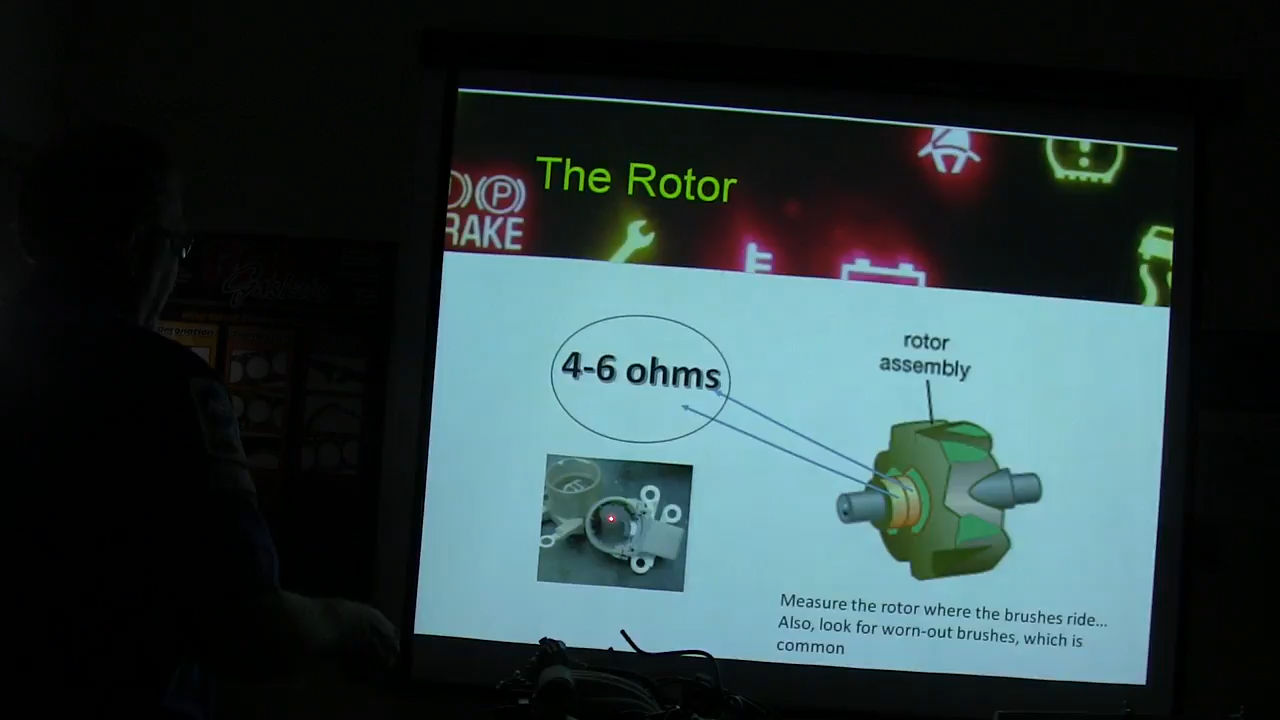 The Rotor
P
RAKE
4-6 ohms
rotor
assembly
Measure the rotor where the brushes ride...
Also, look for worn-out brushes, which is
common